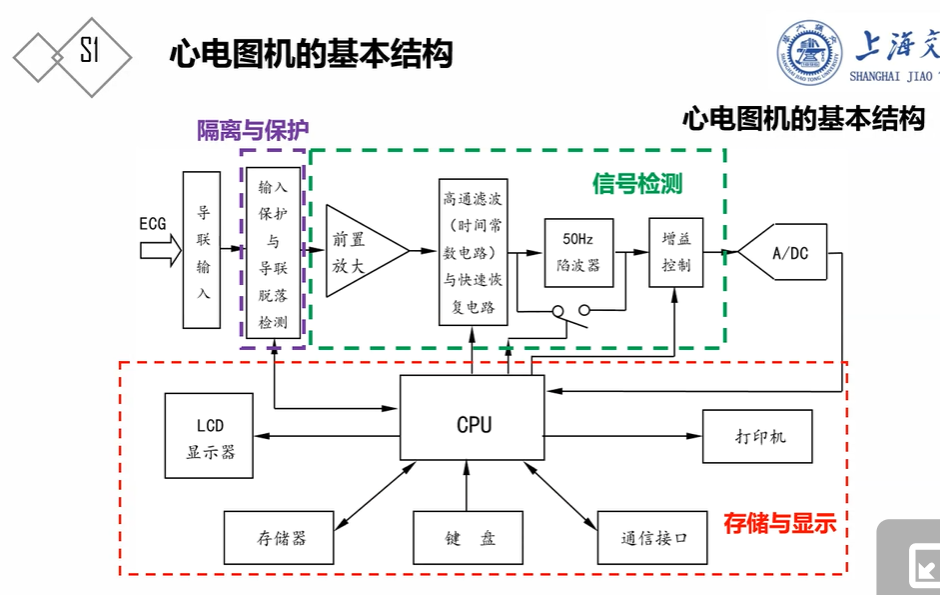 S1
心电图机的基本结构
上海交
SHANGHAI JIAO
心电图机的基本结构
隔离与保护
信号检测
ECG
导
联
输
入
输入
保护
与
导联
脱落
检测
前置
放大
高通滤波
(时间常
数电路)
与快速恢
复电路
50Hz
陷波器
增益
控制
A/DC
CPU
LCD
显示器
打印机
存储器
键 盘
通信接口
存储与显示